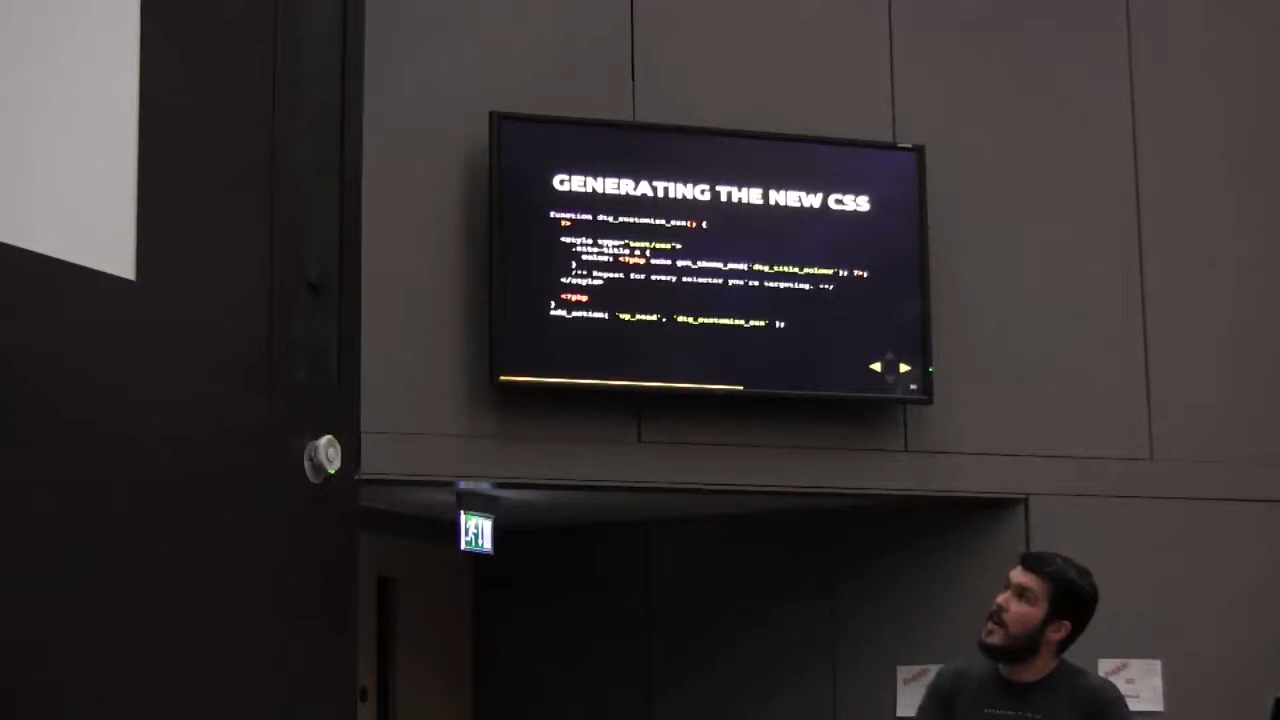 GENERATING THE NEW CSS
function dtg_customize_css() {
?>
<style type="text/css">
.site-title a {
color: <?php echo get_theme_mod('dtg_title_colour'); ?>;
}
/** Repeat for every selector you're targeting. **/
</style>
<?php
}
add_action( 'wp_head', 'dtg_customize_css' );